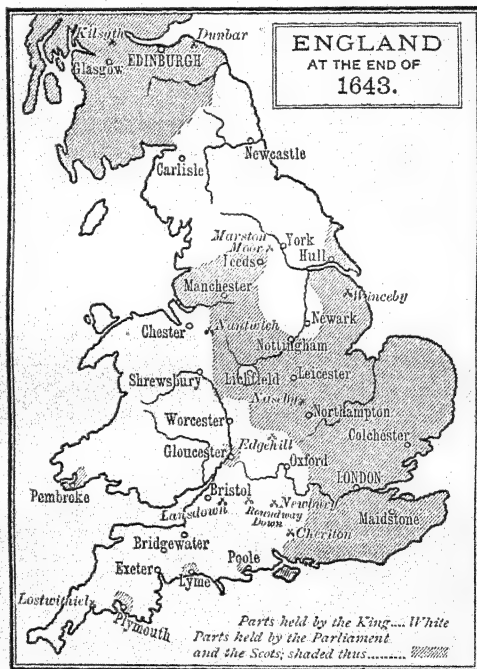 ENGLAND
AT THE END OF
1643.
Kilsyth
Dunbar
EDINBURGH
Glasgow
Newcastle
Carlisle
Marston
Moor
York
Leeds
Hull
Manchester
Winceby
Newark
Chester
Nantwich
Nottingham
Shrewsbury
Lichfield
Leicester
Naseby
Northampton
Worcester
Colchester
Edgehill
Gloucester
Oxford
LONDON
Pembroke
Bristol
Newbury
Lansdown
Roundway
Down
Maidstone
Cheriton
Bridgewater
Exeter
Poole
Lyme
Lostwithiel
Plymouth
Parts held by the King.... White
Parts held by the Parliament
and the Scots; shaded thus.........